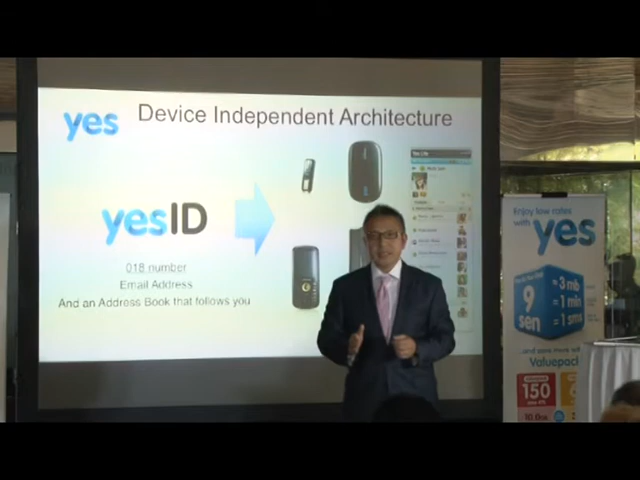 yes
Device Independent Architecture
yesID
018 number
Email Address
And an Address Book that follows you
Enjoy low rates
with yes
9
sen
= 3 mb
= 1 min
= 1 sms
Valuepack
150